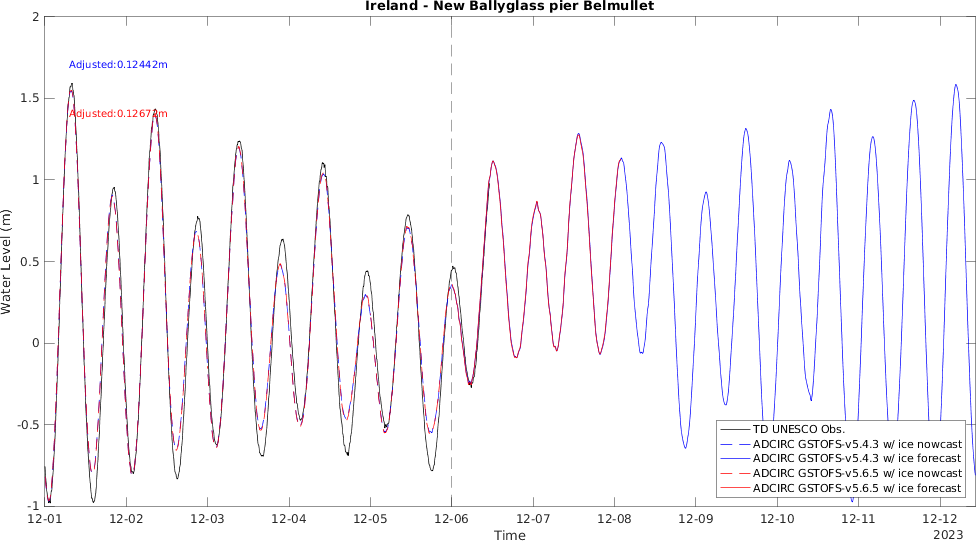 Ireland - New Ballyglass pier Belmullet
2
1.5
1
0.5
0
-0.5
-1
Water Level (m)
Adjusted:0.12442m
Adjusted:0.12673m
TD UNESCO Obs.
ADCIRC GSTOFS-v5.4.3 w/ ice nowcast
ADCIRC GSTOFS-v5.4.3 w/ ice forecast
ADCIRC GSTOFS-v5.6.5 w/ ice nowcast
ADCIRC GSTOFS-v5.6.5 w/ ice forecast
12-01 12-02 12-03 12-04 12-05 12-06 12-07 12-08 12-09 12-10 12-11 12-12
2023
Time